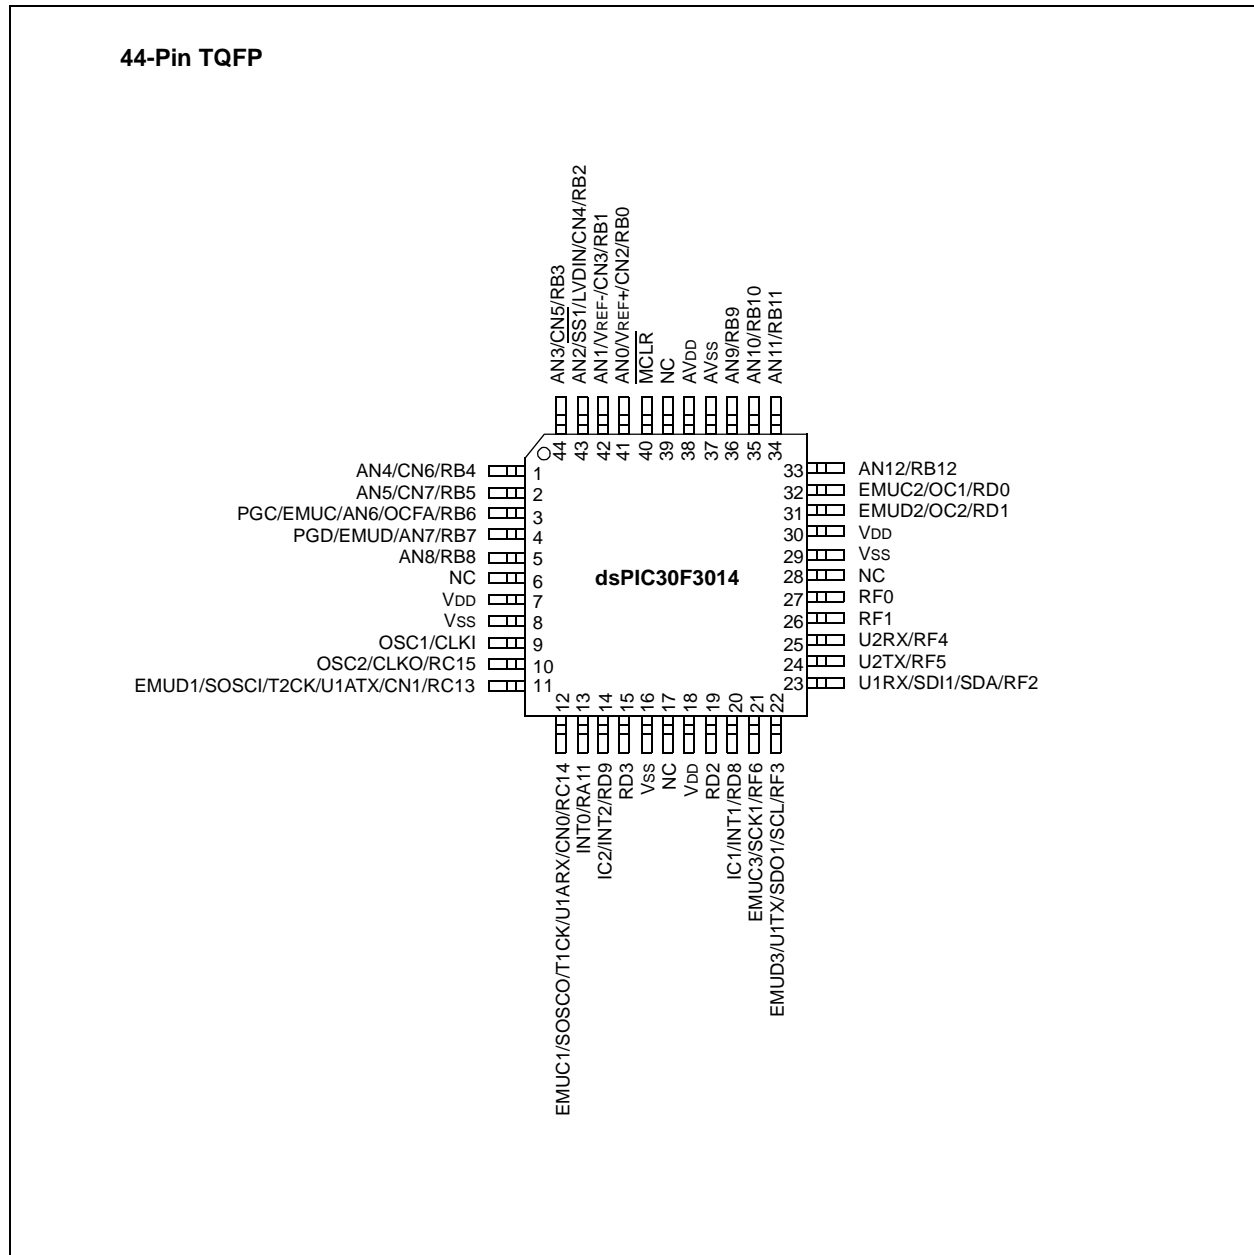 44-Pin TQFP
AN3/CN5/RB3
AN2/SS1/LVDIN/CN4/RB2
AN1/VREF-/CN3/RB1
AN0/VREF+/CN2/RB0
MCLR
NC
AVDD
AVSS
AN9/RB9
AN10/RB10
AN11/RB11
44
43
42
41
40
39
38
37
36
35
34
AN4/CN6/RB4 1
AN5/CN7/RB5 2
PGC/EMUC/AN6/OCFA/RB6 3
PGD/EMUD/AN7/RB7 4
AN8/RB8 5
NC 6
VDD 7
VSS 8
OSC1/CLKI 9
OSC2/CLKO/RC15 10
EMUD1/SOSCI/T2CK/U1ATX/CN1/RC13 11
dsPIC30F3014
33 AN12/RB12
32 EMUC2/OC1/RD0
31 EMUD2/OC2/RD1
30 VDD
29 VSS
28 NC
27 RF0
26 RF1
25 U2RX/RF4
24 U2TX/RF5
23 U1RX/SDI1/SDA/RF2
12
13
14
15
16
17
18
19
20
21
22
EMUC1/SOSCO/T1CK/U1ARX/CN0/RC14
INT0/RA11
IC2/INT2/RD9
RD3
VSS
NC
VDD
RD2
IC1/INT1/RD8
EMUC3/SCK1/RF6
EMUD3/U1TX/SDO1/SCL/RF3